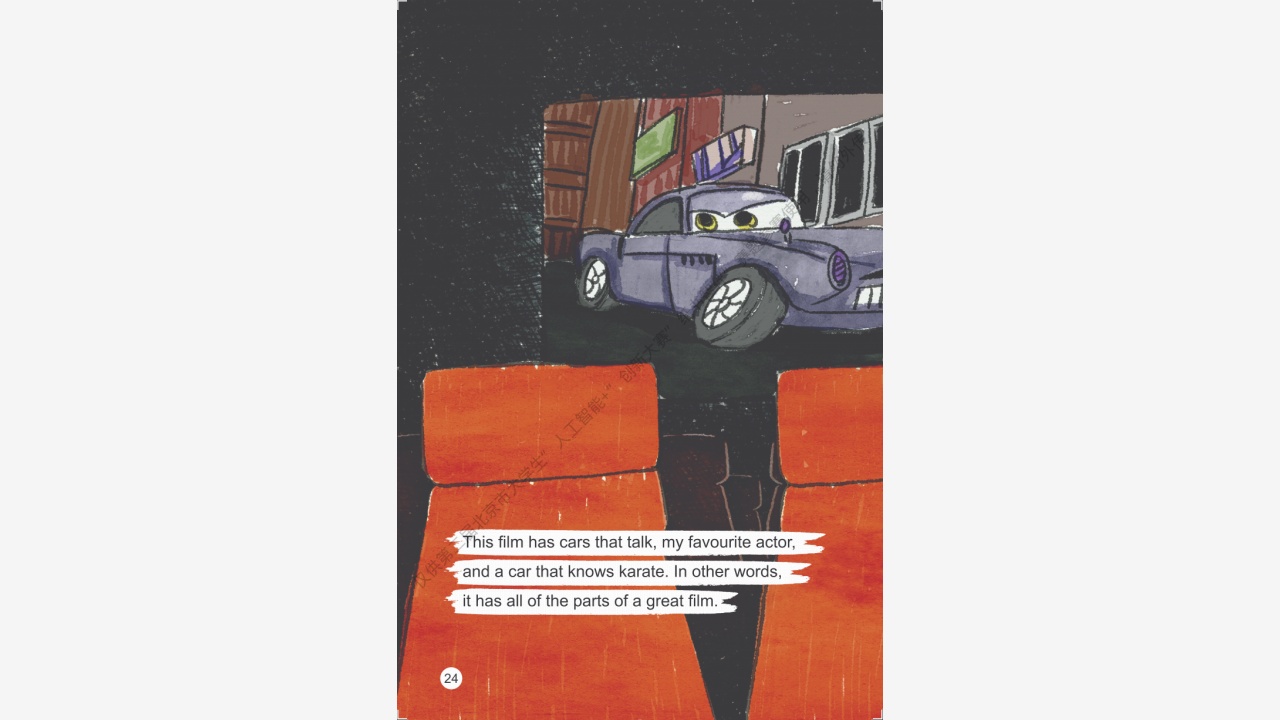 This film has cars that talk, my favourite actor,
and a car that knows karate. In other words,
it has all of the parts of a great film.
24